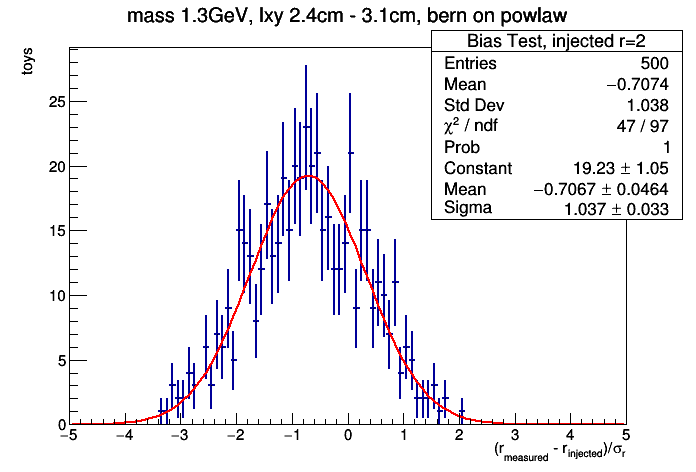 mass 1.3GeV, lxy 2.4cm - 3.1cm, bern on powlaw
Bias Test, injected r=2
Entries 500
Mean −0.7074
Std Dev 1.038
χ² / ndf 47 / 97
Prob 1
Constant 19.23 ± 1.05
Mean −0.7067 ± 0.0464
Sigma 1.037 ± 0.033
toys
25
20
15
10
5
0
−5 −4 −3 −2 −1 0 1 2 3 4 5
(r_measured - r_injected)/σ_r